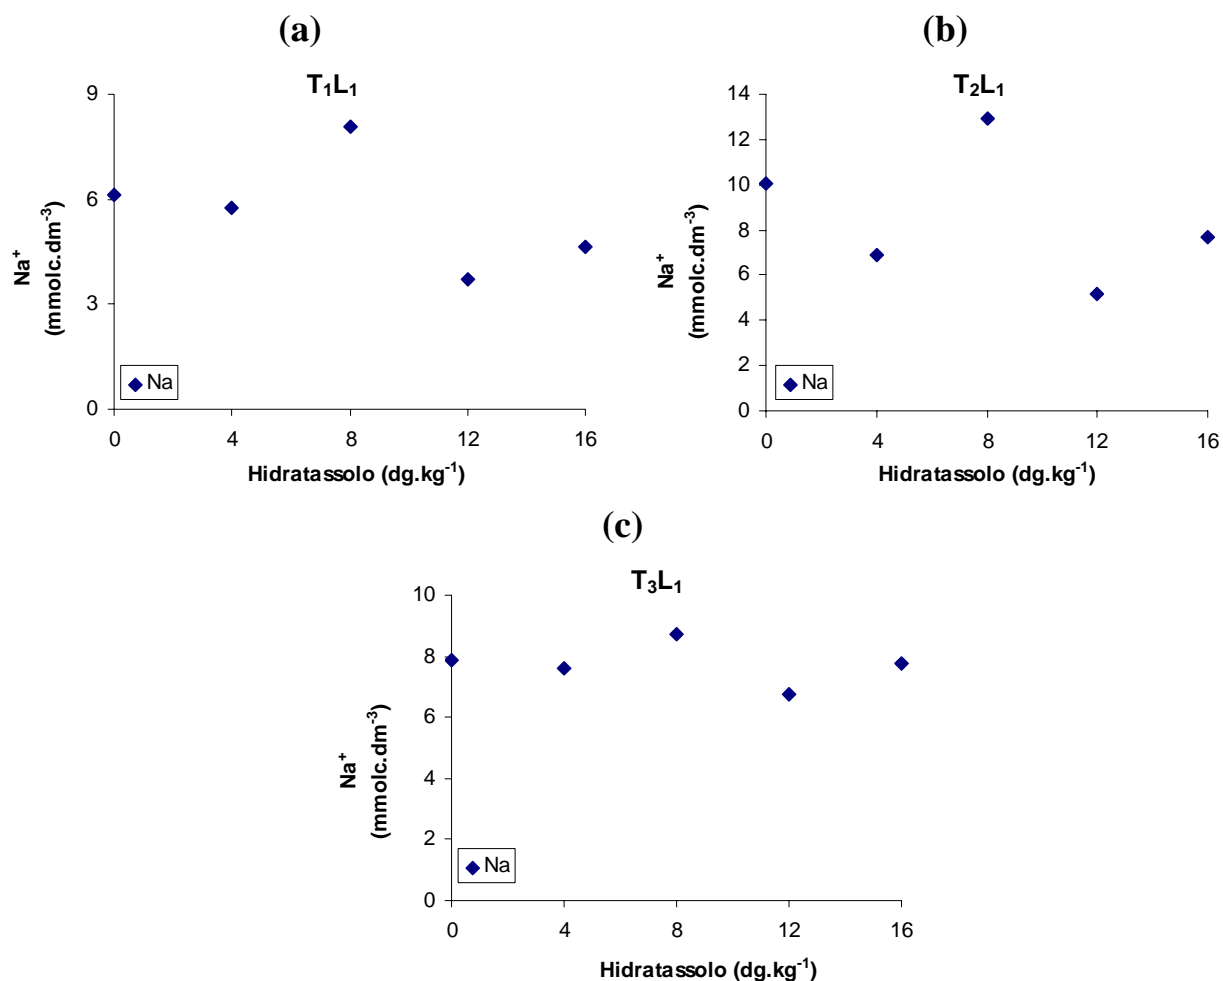 (a)
T₁L₁
9
6
3
0
Na⁺
(mmolc.dm⁻³)
Na
0 4 8 12 16
Hidratassolo (dg.kg⁻¹)
(b)
T₂L₁
14
12
10
8
6
4
2
0
Na⁺
(mmolc.dm⁻³)
Na
0 4 8 12 16
Hidratassolo (dg.kg⁻¹)
(c)
T₃L₁
10
8
6
4
2
0
Na⁺
(mmolc.dm⁻³)
Na
0 4 8 12 16
Hidratassolo (dg.kg⁻¹)